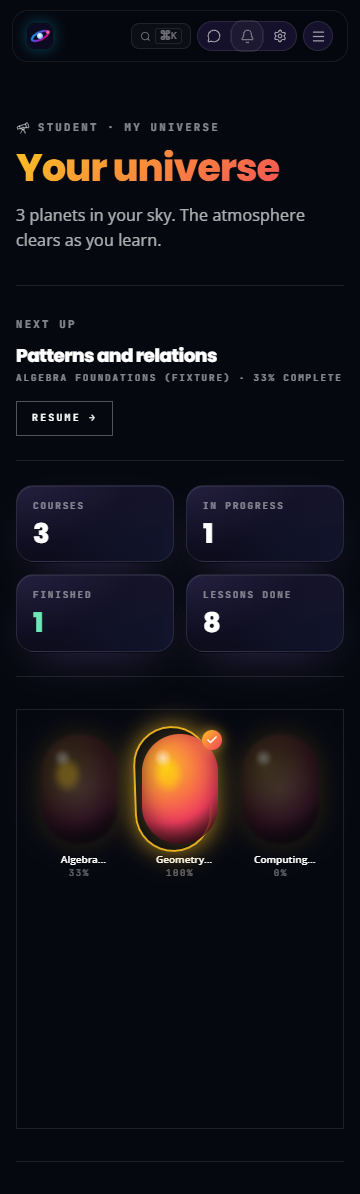 ⌘K
STUDENT · MY UNIVERSE
Your universe
3 planets in your sky. The atmosphere
clears as you learn.
NEXT UP
Patterns and relations
ALGEBRA FOUNDATIONS (FIXTURE) · 33% COMPLETE
RESUME →
COURSES
3
IN PROGRESS
1
FINISHED
1
LESSONS DONE
8
Algebra...
33%
Geometry...
100%
Computing...
0%